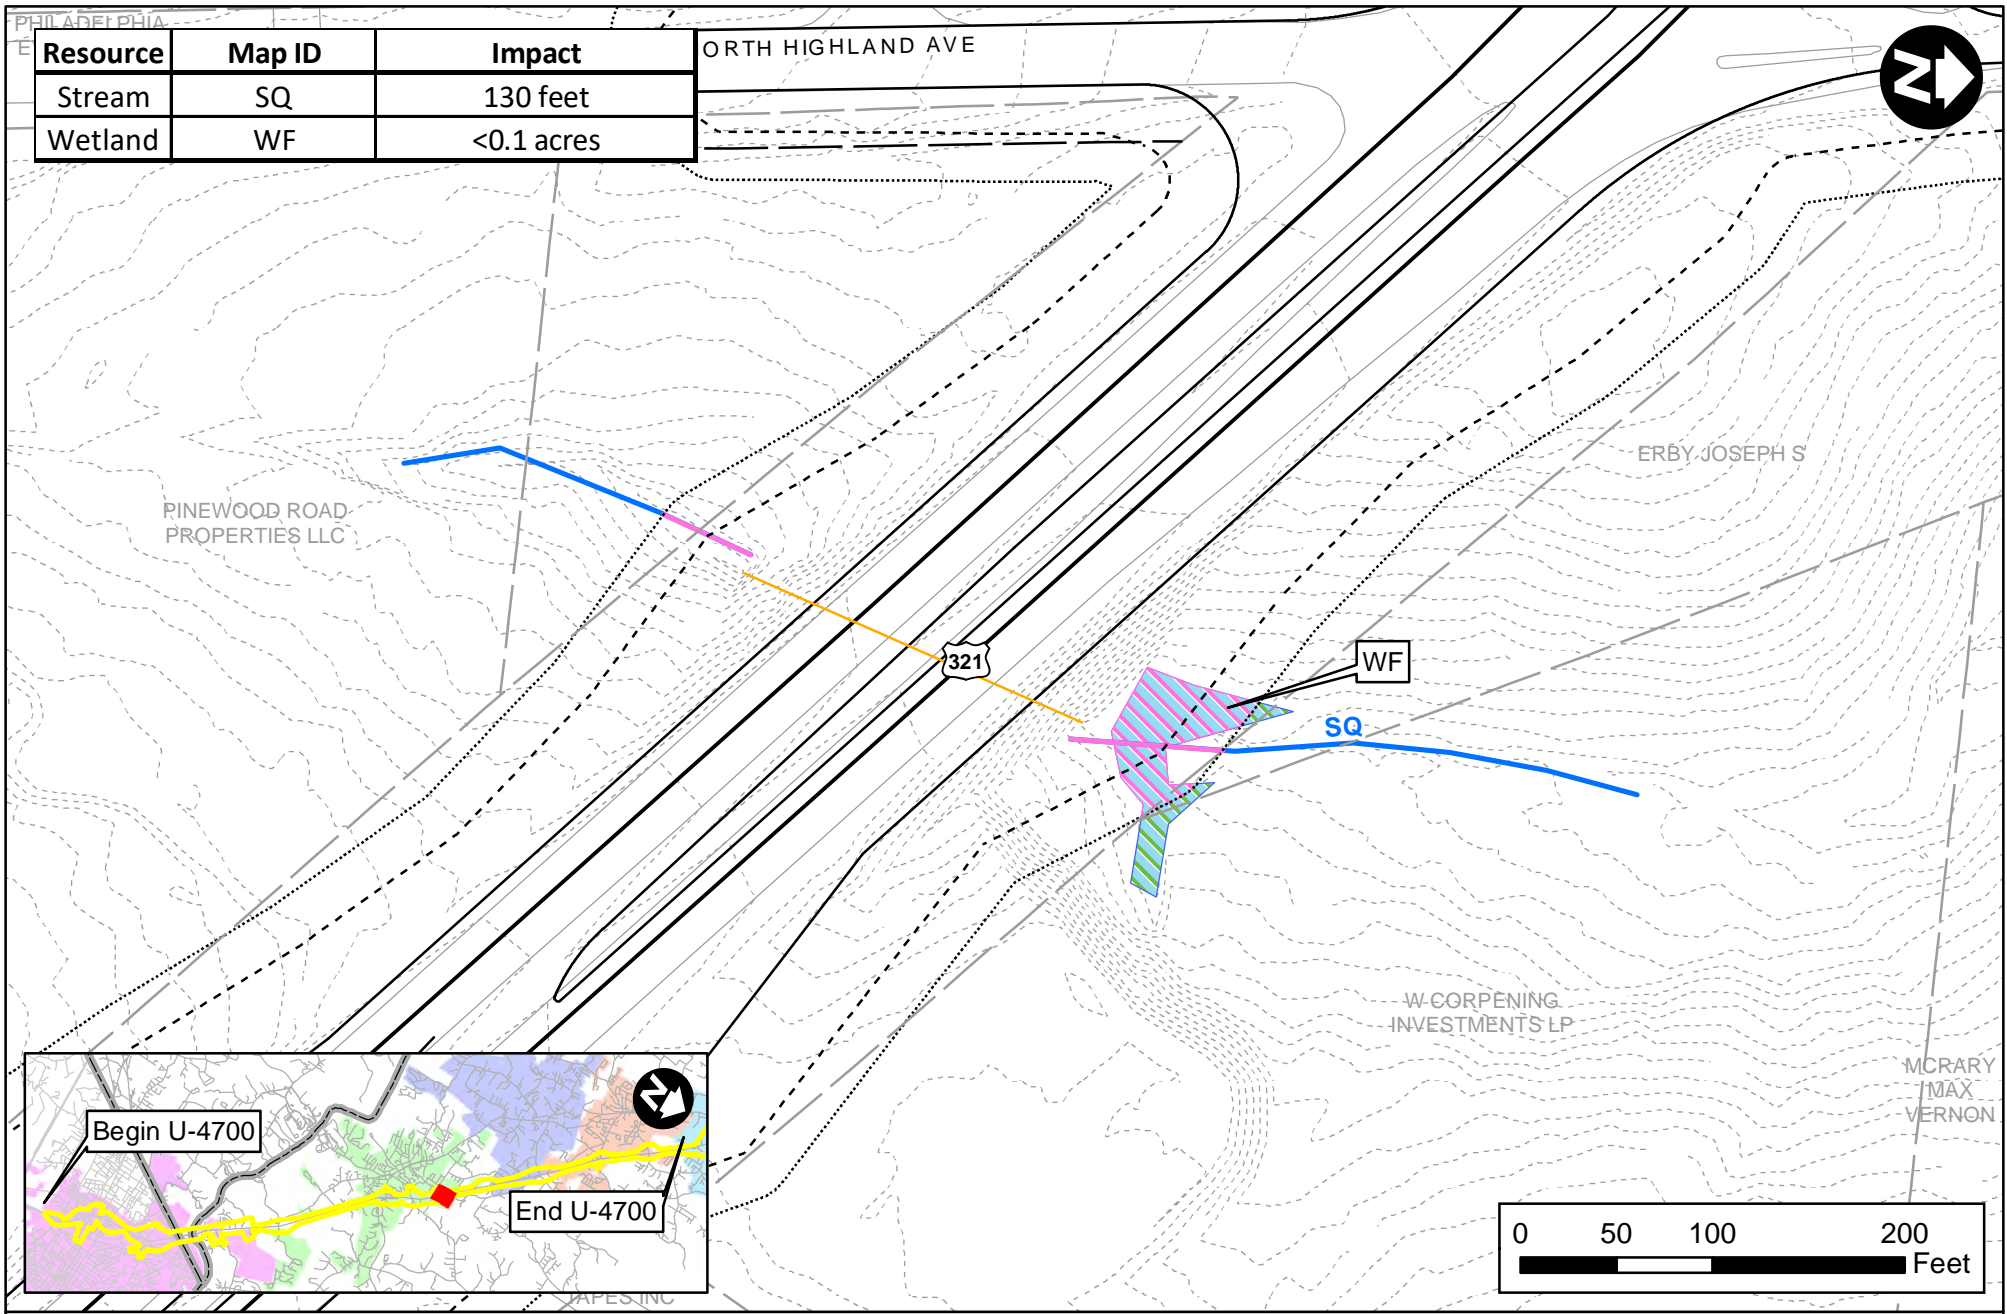 PHILADELPHIA
Resource Map ID Impact
Stream SQ 130 feet
Wetland WF <0.1 acres
ORTH HIGHLAND AVE
N
ERBY JOSEPH S
PINEWOOD ROAD
PROPERTIES LLC
321
WF
SQ
W CORPENING
INVESTMENTS LP
MCRARY
MAX
VERNON
N
Begin U-4700
End U-4700
0 50 100 200
Feet
TAPES INC